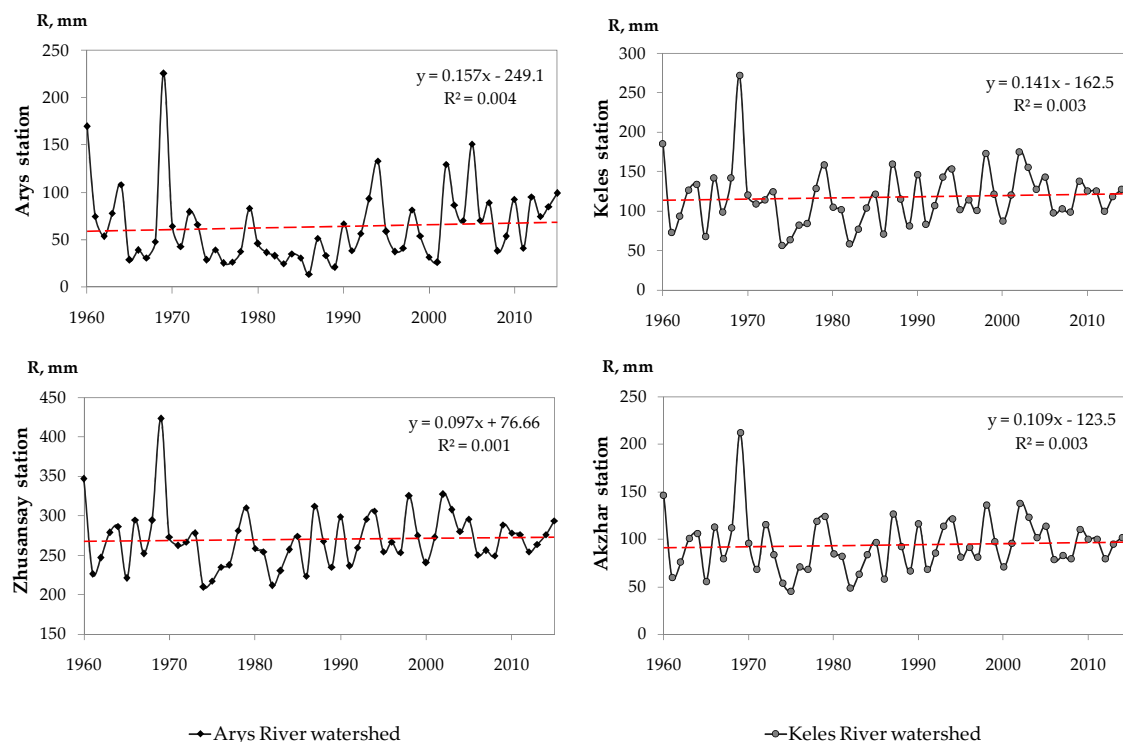 R, mm
Arys station
250
200
150
100
50
0
y = 0.157x - 249.1
R² = 0.004
1960 1970 1980 1990 2000 2010
R, mm
Keles station
300
250
200
150
100
50
0
y = 0.141x - 162.5
R² = 0.003
1960 1970 1980 1990 2000 2010
R, mm
Zhusansay station
450
400
350
300
250
200
150
y = 0.097x + 76.66
R² = 0.001
1960 1970 1980 1990 2000 2010
R, mm
Akzhar station
250
200
150
100
50
0
y = 0.109x - 123.5
R² = 0.003
1960 1970 1980 1990 2000 2010
Arys River watershed
Keles River watershed